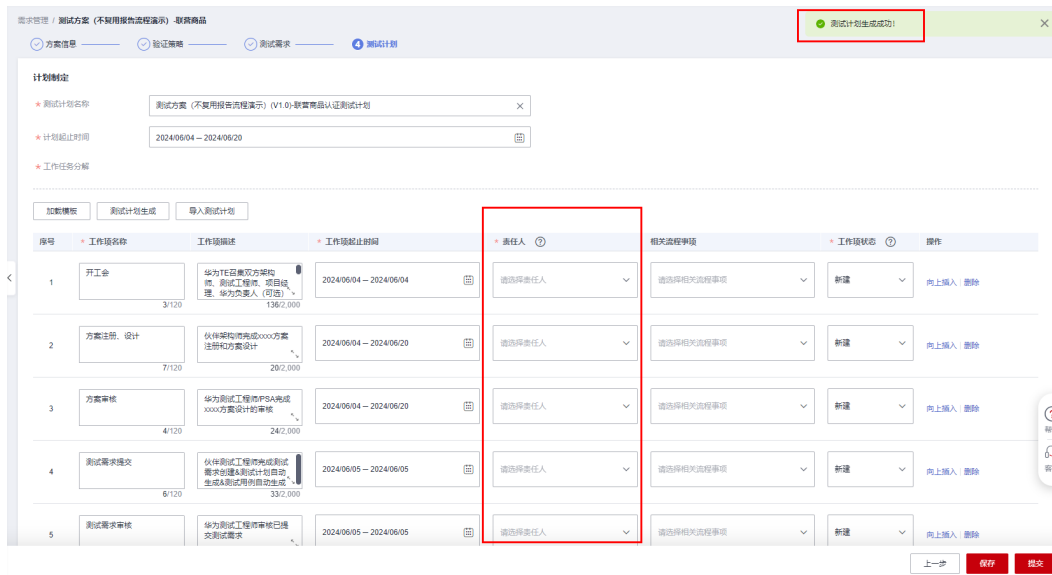 需求管理 / 测试方案（不复用报告流程演示）-联营商品
测试计划生成成功！
方案信息
验证策略
测试需求
4 测试计划
计划制定
* 测试计划名称
测试方案（不复用报告流程演示）(V1.0)-联营商品认证测试计划
* 计划起止时间
2024/06/04 — 2024/06/20
* 工作任务分解
加载模板 测试计划生成 导入测试计划
序号 * 工作项名称 工作项描述 * 工作项起止时间 * 责任人 ? 相关流程事项 * 工作项状态 ? 操作
1 开工会 3/120
华为TE召集双方架构
师、测试工程师、项目经
理、华为负责人（可选）
136/2,000
2024/06/04 — 2024/06/04 请选择责任人 请选择相关流程事项 新建 向上插入 | 删除
2 方案注册、设计 7/120
伙伴架构师完成xxxx方案
注册和方案设计
20/2,000
2024/06/04 — 2024/06/20 请选择责任人 请选择相关流程事项 新建 向上插入 | 删除
3 方案审核 4/120
华为测试工程师/PSA完成
xxxx方案设计的审核
24/2,000
2024/06/04 — 2024/06/20 请选择责任人 请选择相关流程事项 新建 向上插入 | 删除
4 测试需求提交 6/120
伙伴测试工程师完成测试
需求创建&测试计划自动
生成&测试用例自动生成
33/2,000
2024/06/05 — 2024/06/05 请选择责任人 请选择相关流程事项 新建 向上插入 | 删除
5 测试需求审核
华为测试工程师审核已提
交测试需求
2024/06/05 — 2024/06/05 请选择责任人 请选择相关流程事项 新建 向上插入 | 删除
上一步 保存 提交